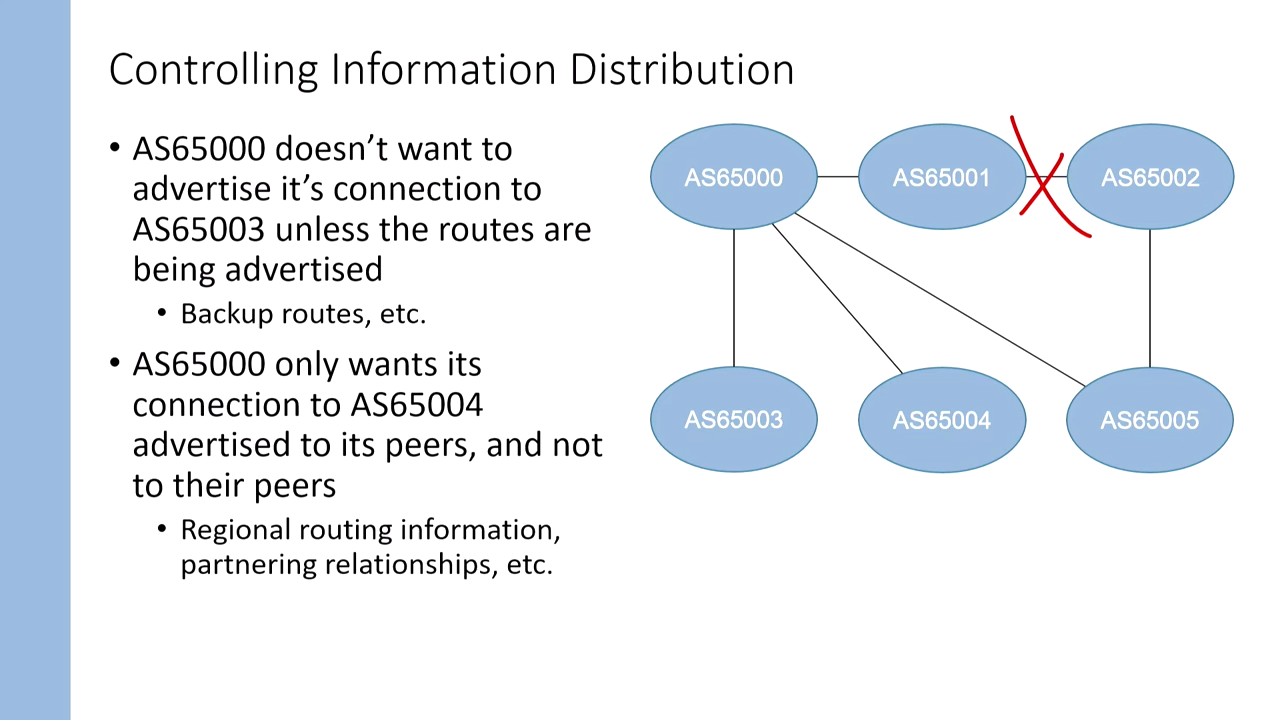 Controlling Information Distribution
• AS65000 doesn’t want to
advertise it’s connection to
AS65003 unless the routes are
being advertised
• Backup routes, etc.
• AS65000 only wants its
connection to AS65004
advertised to its peers, and not
to their peers
• Regional routing information,
partnering relationships, etc.
AS65000
AS65001
AS65002
AS65003
AS65004
AS65005